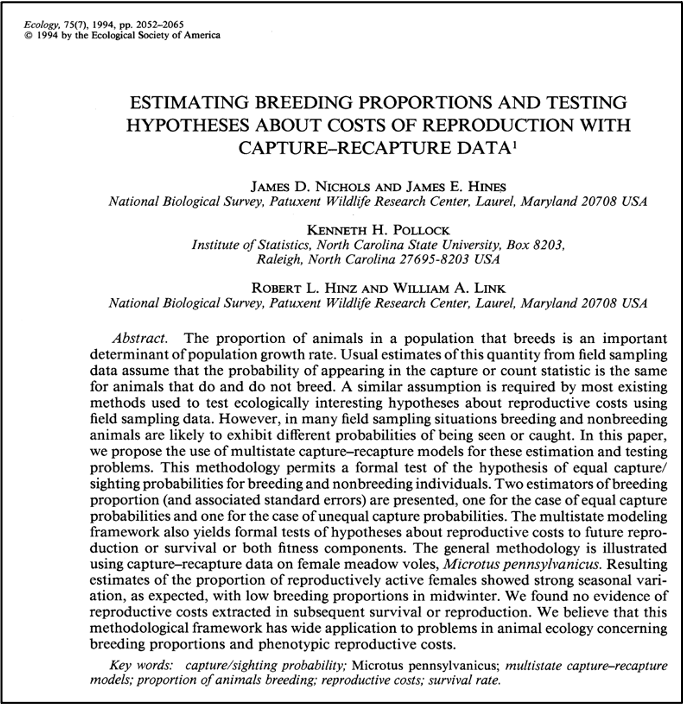 Ecology, 75(7), 1994, pp. 2052–2065
© 1994 by the Ecological Society of America
ESTIMATING BREEDING PROPORTIONS AND TESTING
HYPOTHESES ABOUT COSTS OF REPRODUCTION WITH
CAPTURE–RECAPTURE DATA¹
JAMES D. NICHOLS AND JAMES E. HINES
National Biological Survey, Patuxent Wildlife Research Center, Laurel, Maryland 20708 USA
KENNETH H. POLLOCK
Institute of Statistics, North Carolina State University, Box 8203,
Raleigh, North Carolina 27695-8203 USA
ROBERT L. HINZ AND WILLIAM A. LINK
National Biological Survey, Patuxent Wildlife Research Center, Laurel, Maryland 20708 USA
Abstract. The proportion of animals in a population that breeds is an important
determinant of population growth rate. Usual estimates of this quantity from field sampling
data assume that the probability of appearing in the capture or count statistic is the same
for animals that do and do not breed. A similar assumption is required by most existing
methods used to test ecologically interesting hypotheses about reproductive costs using
field sampling data. However, in many field sampling situations breeding and nonbreeding
animals are likely to exhibit different probabilities of being seen or caught. In this paper,
we propose the use of multistate capture–recapture models for these estimation and testing
problems. This methodology permits a formal test of the hypothesis of equal capture/
sighting probabilities for breeding and nonbreeding individuals. Two estimators of breeding
proportion (and associated standard errors) are presented, one for the case of equal capture
probabilities and one for the case of unequal capture probabilities. The multistate modeling
framework also yields formal tests of hypotheses about reproductive costs to future repro-
duction or survival or both fitness components. The general methodology is illustrated
using capture–recapture data on female meadow voles, Microtus pennsylvanicus. Resulting
estimates of the proportion of reproductively active females showed strong seasonal vari-
ation, as expected, with low breeding proportions in midwinter. We found no evidence of
reproductive costs extracted in subsequent survival or reproduction. We believe that this
methodological framework has wide application to problems in animal ecology concerning
breeding proportions and phenotypic reproductive costs.
Key words: capture/sighting probability; Microtus pennsylvanicus; multistate capture–recapture
models; proportion of animals breeding; reproductive costs; survival rate.